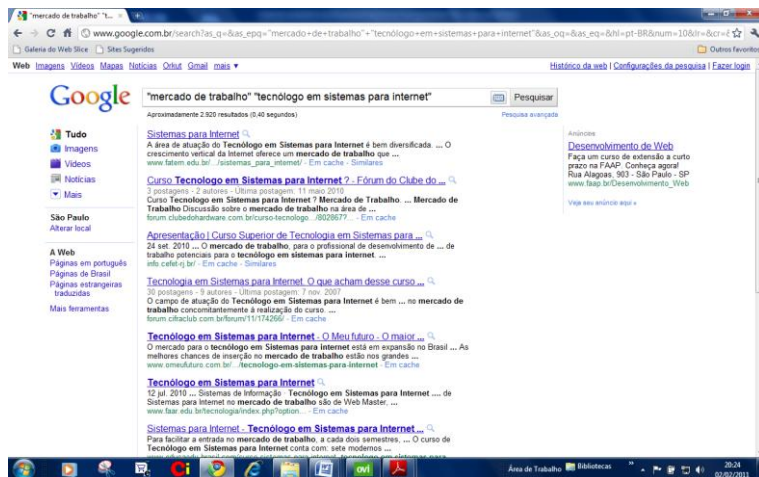 "mercado de trabalho" "t...
www.google.com.br/search?as_q=&as_epq="mercado+de+trabalho"+"tecnólogo+em+sistemas+para+internet"&as_oq=&as_eq=&hl=pt-BR&num=10&lr=&cr=
Galeria do Web Slice Sites Sugeridos Outros favoritos
Web Imagens Vídeos Mapas Notícias Orkut Gmail mais ▼ Histórico da web | Configurações da pesquisa | Fazer login
Google
"mercado de trabalho" "tecnólogo em sistemas para internet" Pesquisar
Aproximadamente 2.920 resultados (0,40 segundos) Pesquisa avançada
Tudo
Imagens
Vídeos
Notícias
Mais
São Paulo
Alterar local
A Web
Páginas em português
Páginas de Brasil
Páginas estrangeiras
traduzidas
Mais ferramentas
Sistemas para Internet
A área de atuação do Tecnólogo em Sistemas para Internet é bem diversificada. ... O
crescimento vertical da Internet oferece um mercado de trabalho que ...
www.fatern.edu.br/.../sistemas_para_internet/ - Em cache - Similares
Curso Tecnologo em Sistemas para Internet ? - Fórum do Clube do ...
3 postagens - 2 autores - Última postagem: 11 maio 2010
Curso Tecnologo em Sistemas para Internet ? Mercado de Trabalho. ... Mercado de
Trabalho Discussão sobre o mercado de trabalho na área de ...
forum.clubedohardware.com.br/curso-tecnologo.../802867?... - Em cache
Apresentação | Curso Superior de Tecnologia em Sistemas para ...
24 set. 2010 ... O mercado de trabalho, para o profissional de desenvolvimento de ... de
trabalho potenciais para o tecnólogo em sistemas para internet. ...
info.cefet-rj.br/ - Em cache - Similares
Tecnologia em Sistemas para Internet. O que acham desse curso ...
30 postagens - 9 autores - Última postagem: 7 nov. 2007
O campo de atuação do Tecnólogo em Sistemas para Internet é bem ... no mercado de
trabalho concomitantemente à realização do curso. ...
forum.cifraclub.com.br/forum/11/174266/ - Em cache
Tecnólogo em Sistemas para Internet - O Meu futuro - O maior ...
O mercado para o tecnólogo em Sistemas para internet está em expansão no Brasil ... As
melhores chances de inserção no mercado de trabalho estão nos grandes ...
www.omeufuturo.com.br/.../tecnologo-em-sistemas-para-internet - Em cache
Tecnólogo em Sistemas para Internet
12 jul. 2010 ... Sistemas de Informação · Tecnólogo em Sistemas para Internet .... de
Sistemas para Internet no mercado de trabalho são de Web Master, ...
www.faar.edu.br/tecnologia/index.php?option... - Em cache
Sistemas para Internet - Tecnólogo em Sistemas para Internet ...
Para facilitar a entrada no mercado de trabalho, a cada dois semestres, ... O curso de
Tecnólogo em Sistemas para Internet conta com: sete modernos ...
Anúncios
Desenvolvimento de Web
Faça um curso de extensão a curto
prazo na FAAP. Conheça agora!
Rua Alagoas, 903 - São Paulo - SP
www.faap.br/Desenvolvimento_Web
Veja seu anúncio aqui »
ovi
Área de Trabalho Bibliotecas
20:24
02/02/2011